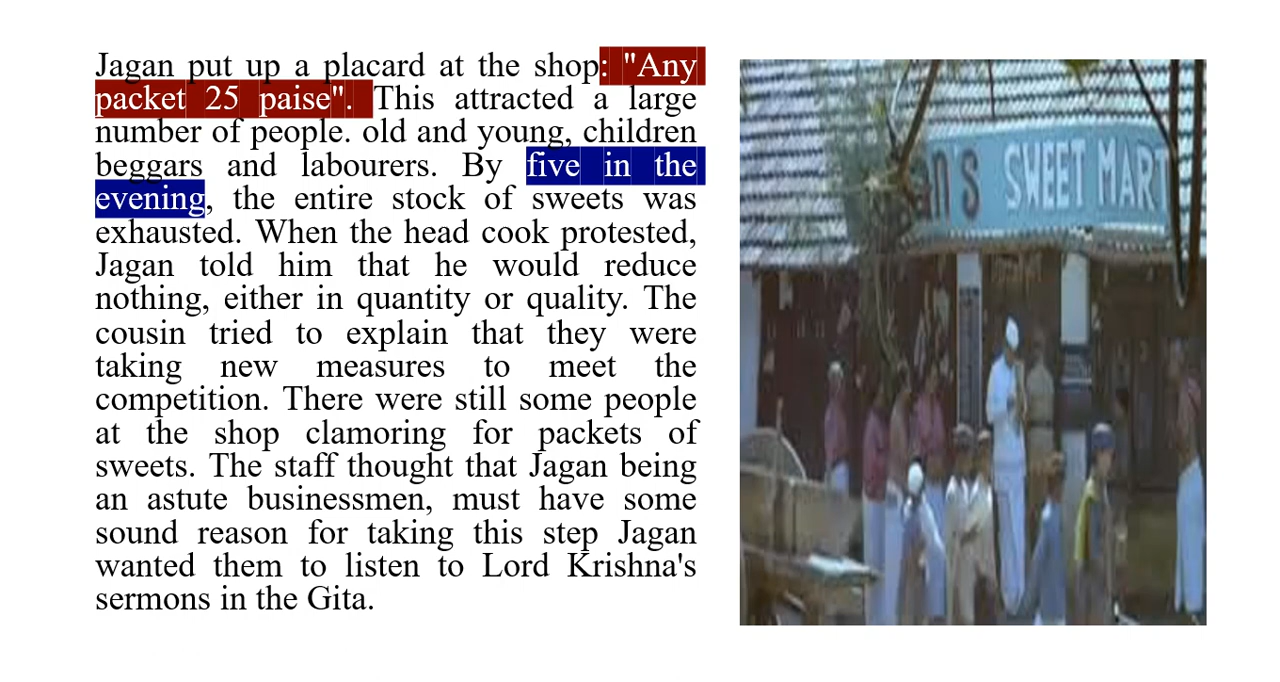 Jagan put up a placard at the shop: "Any
packet 25 paise". This attracted a large
number of people. old and young, children
beggars and labourers. By five in the
evening, the entire stock of sweets was
exhausted. When the head cook protested,
Jagan told him that he would reduce
nothing, either in quantity or quality. The
cousin tried to explain that they were
taking new measures to meet the
competition. There were still some people
at the shop clamoring for packets of
sweets. The staff thought that Jagan being
an astute businessmen, must have some
sound reason for taking this step Jagan
wanted them to listen to Lord Krishna's
sermons in the Gita.
SWEET MART